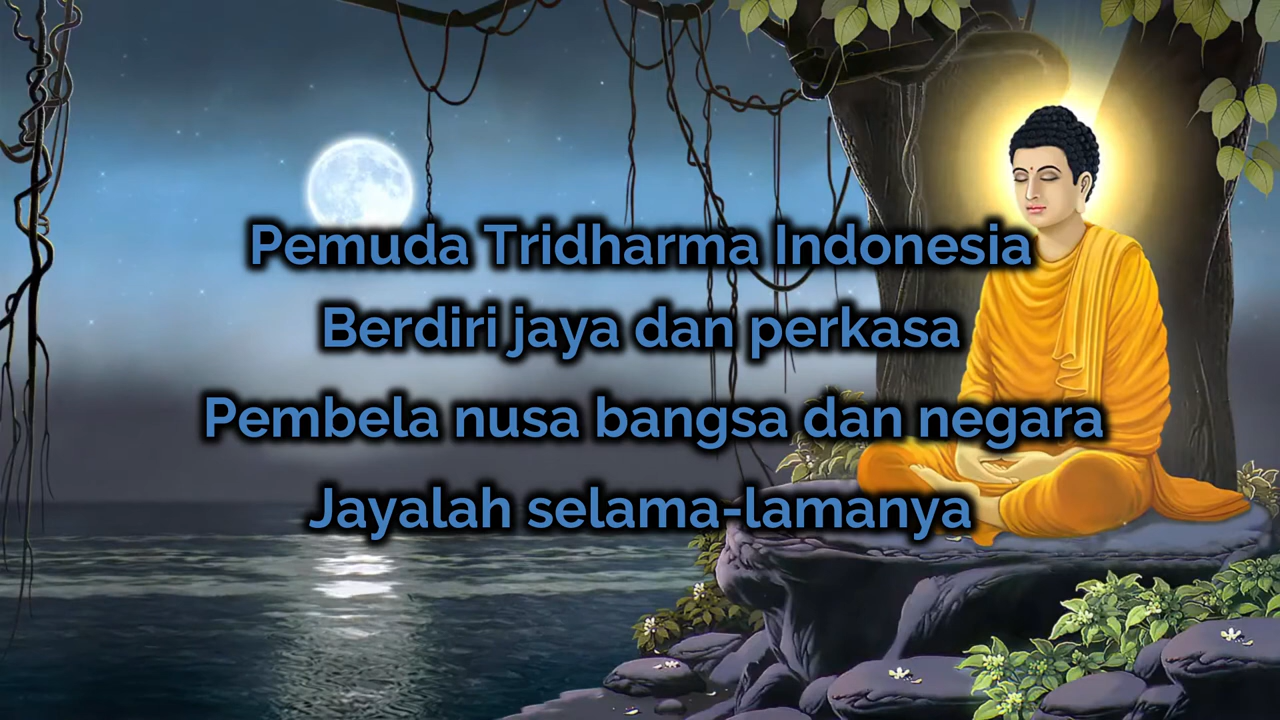 Pemuda Tridharma Indonesia
Berdiri jaya dan perkasa
Pembela nusa bangsa dan negara
Jayalah selama-lamanya